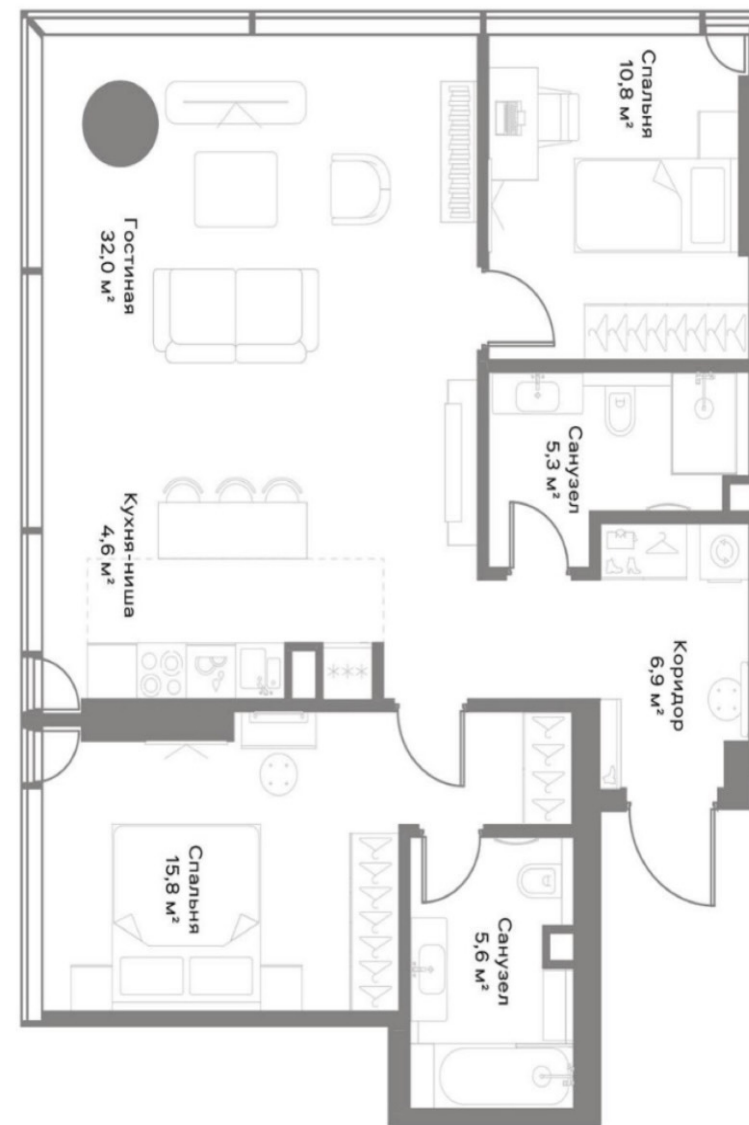 Спальня
10,8 м²
Гостиная
32,0 м²
Санузел
5,3 м²
Кухня-ниша
4,6 м²
Коридор
6,9 м²
Спальня
15,8 м²
Санузел
5,6 м²